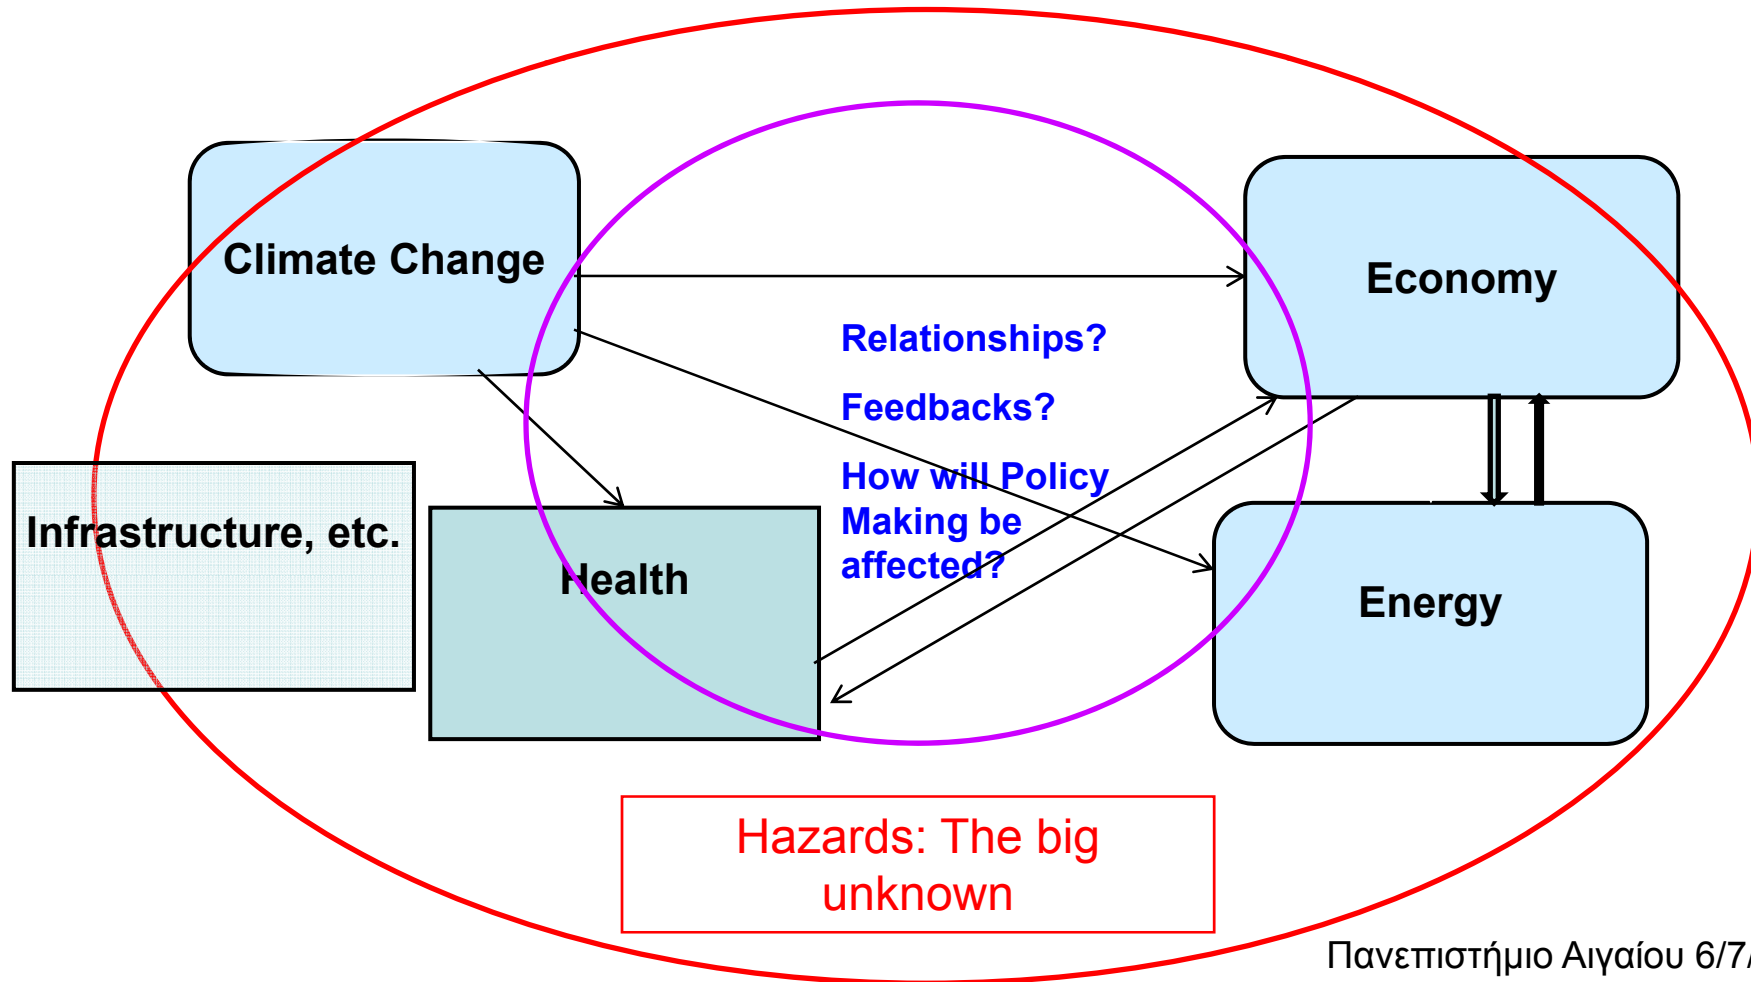 Climate Change
Economy
Relationships?
Feedbacks?
How will Policy
Making be
affected?
Infrastructure, etc.
Health
Energy
Hazards: The big
unknown
Πανεπιστήμιο Αιγαίου 6/7/